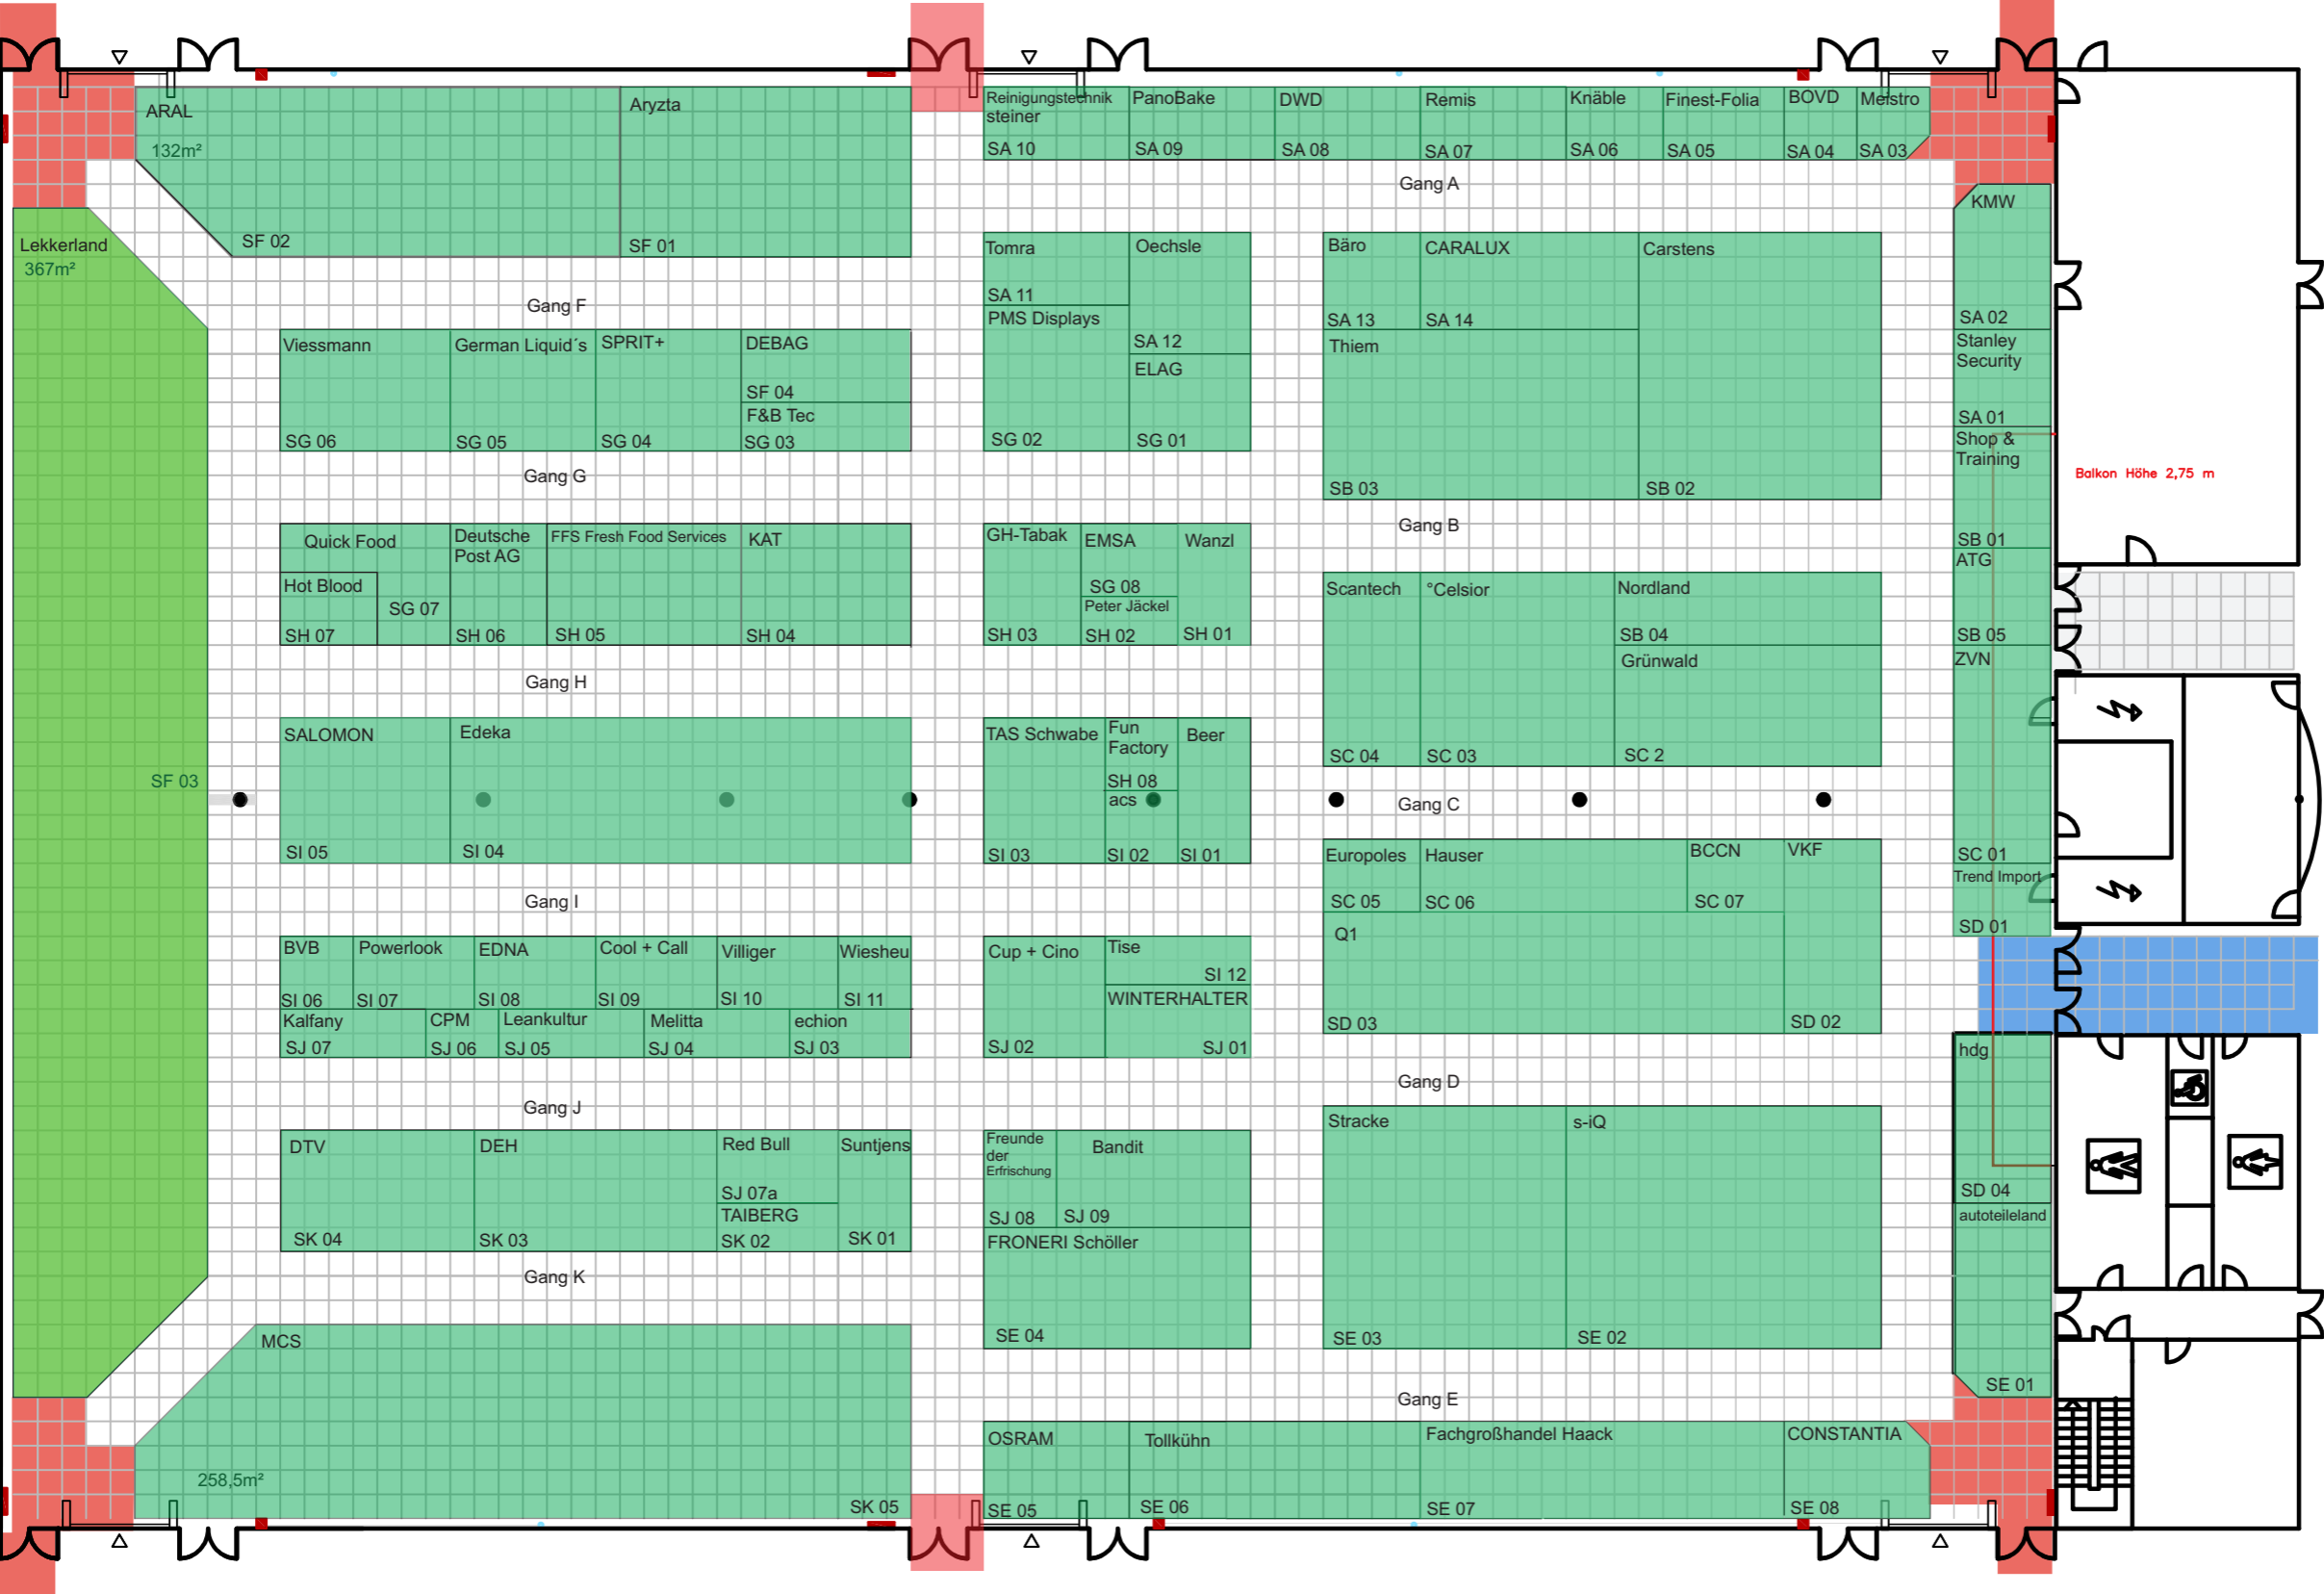 ARAL
132m²
SF 02
Aryzta
SF 01
Reinigungstechnik
steiner
SA 10
PanoBake
SA 09
DWD
SA 08
Remis
SA 07
Knäble
SA 06
Finest-Folia
SA 05
BOVD
SA 04
Meistro
SA 03
Gang A
KMW
SA 02
Lekkerland
367m²
SF 03
Gang F
Tomra
SA 11
Oechsle
SA 12
PMS Displays
SG 02
ELAG
SG 01
Bäro
SA 13
CARALUX
SA 14
Carstens
SB 02
Thiem
SB 03
Stanley
Security
SA 01
Shop &
Training
SB 01
Balkon Höhe 2,75 m
Viessmann
SG 06
German Liquid´s
SG 05
SPRIT+
SG 04
DEBAG
SF 04
F&B Tec
SG 03
Gang G
Gang B
Quick Food
SG 07
Hot Blood
SH 07
Deutsche
Post AG
SH 06
FFS Fresh Food Services
SH 05
KAT
SH 04
GH-Tabak
SH 03
EMSA
SG 08
Peter Jäckel
SH 02
Wanzl
SH 01
Scantech
SC 04
°Celsior
SC 03
Nordland
SB 04
Grünwald
SC 2
ATG
SB 05
ZVN
SC 01
Gang H
SALOMON
SI 05
Edeka
SI 04
TAS Schwabe
SI 03
Fun
Factory
SH 08
acs
SI 02
Beer
SI 01
Gang C
Europoles
SC 05
Hauser
SC 06
BCCN
SC 07
VKF
SD 02
Q1
SD 03
Trend Import
SD 01
Gang I
BVB
SI 06
Powerlook
SI 07
EDNA
SI 08
Cool + Call
SI 09
Villiger
SI 10
Wiesheu
SI 11
Kalfany
SJ 07
CPM
SJ 06
Leankultur
SJ 05
Melitta
SJ 04
echion
SJ 03
Cup + Cino
SJ 02
Tise
SI 12
WINTERHALTER
SJ 01
Gang J
Gang D
hdg
SD 04
autoteileland
SE 01
DTV
SK 04
DEH
SK 03
Red Bull
SJ 07a
TAIBERG
SK 02
Suntjens
SK 01
Freunde
der
Erfrischung
SJ 08
Bandit
SJ 09
FRONERI Schöller
SE 04
Stracke
SE 03
s-iQ
SE 02
Gang K
Gang E
MCS
258,5m²
SK 05
OSRAM
SE 05
Tollkühn
SE 06
Fachgroßhandel Haack
SE 07
CONSTANTIA
SE 08